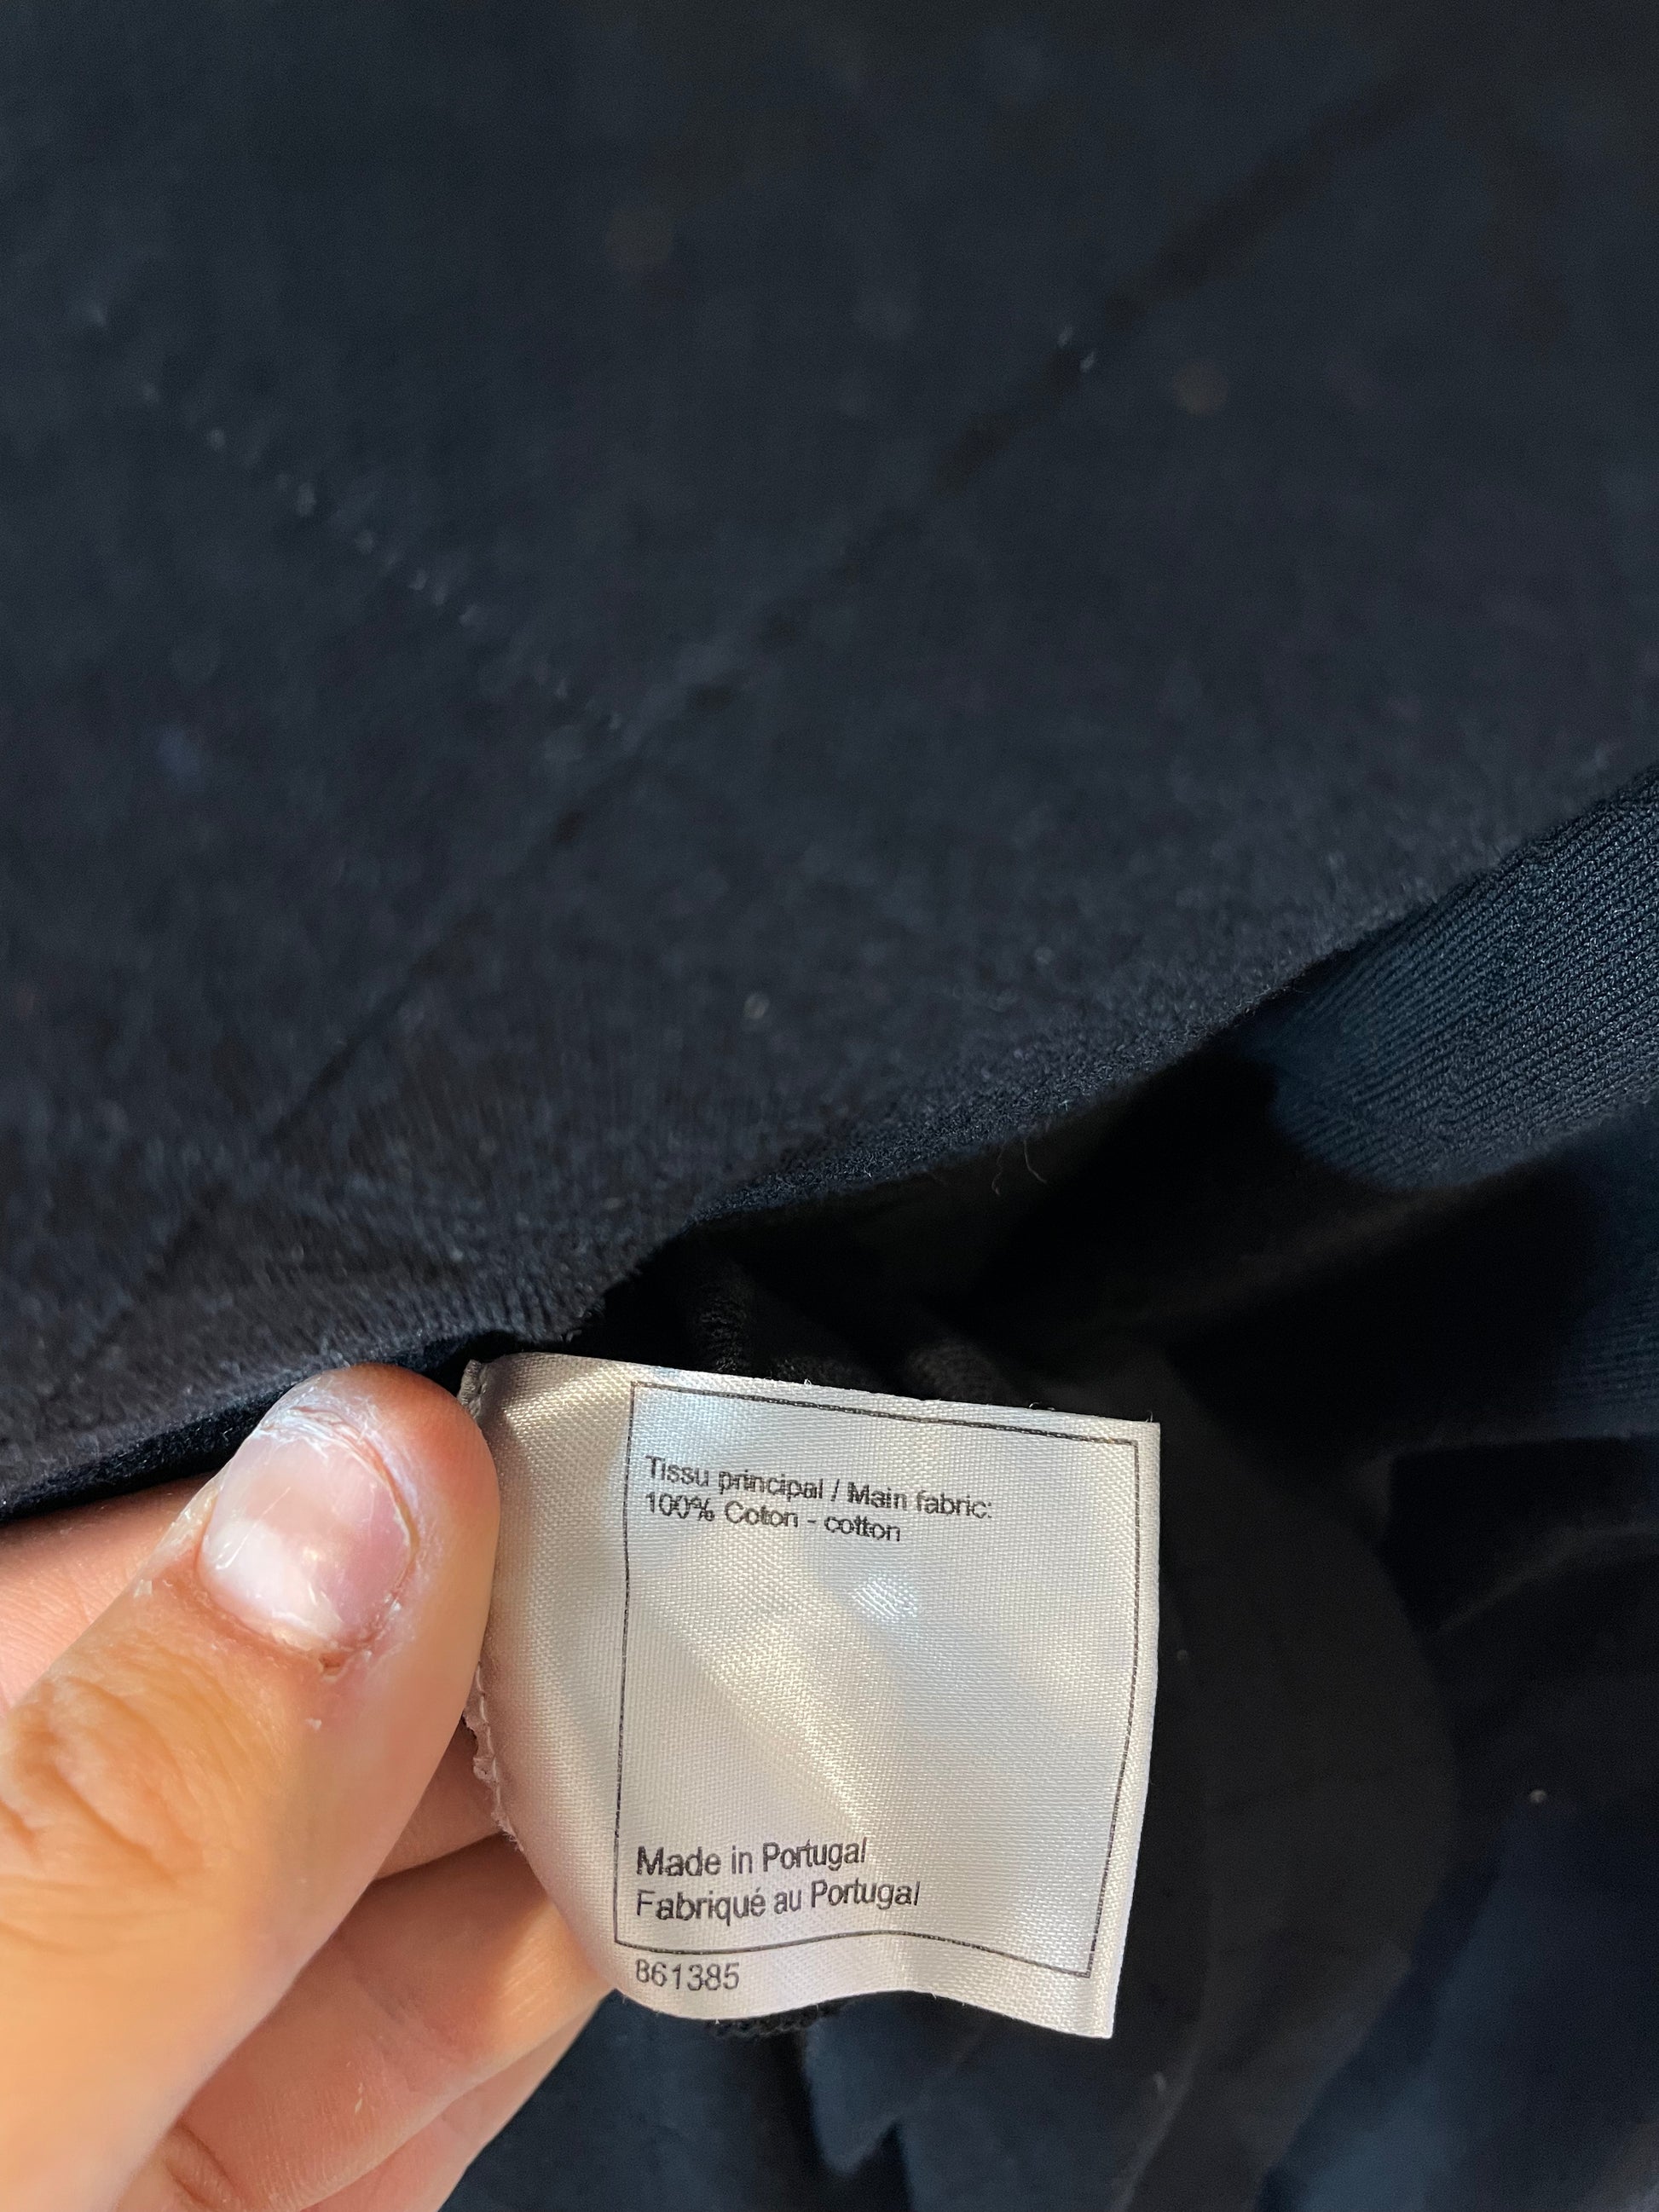 Tissu principal / Main fabric:
100% Coton - cotton
Made in Portugal
Fabriqué au Portugal
861385